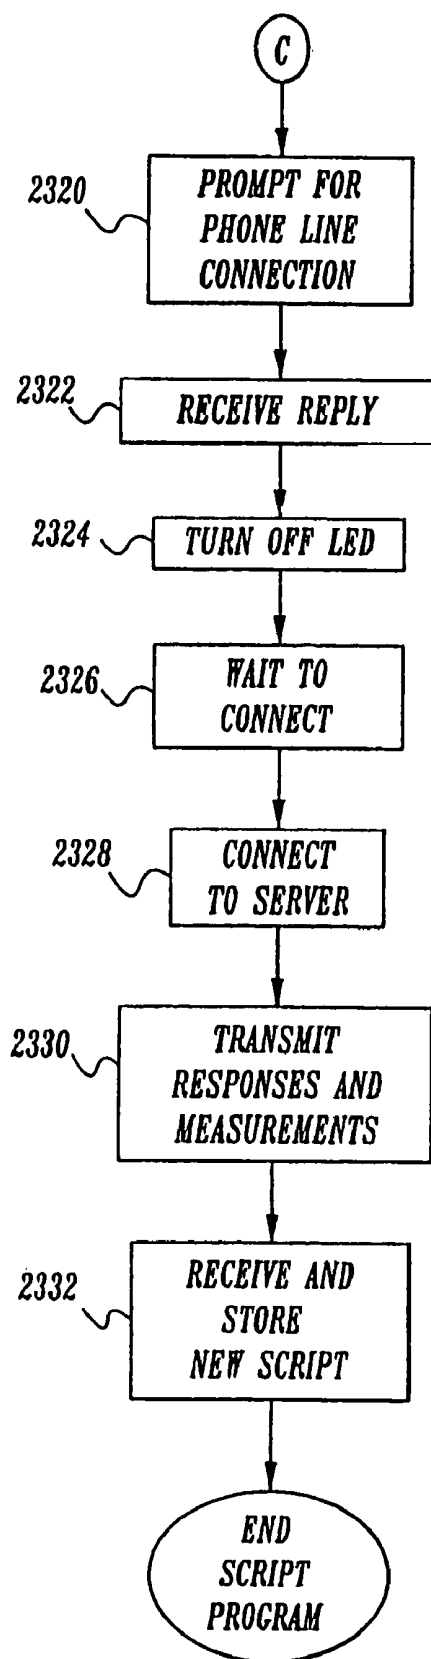 C
2320
PROMPT FOR
PHONE LINE
CONNECTION
2322
RECEIVE REPLY
2324
TURN OFF LED
2326
WAIT TO
CONNECT
2328
CONNECT
TO SERVER
2330
TRANSMIT
RESPONSES AND
MEASUREMENTS
2332
RECEIVE AND
STORE
NEW SCRIPT
END
SCRIPT
PROGRAM